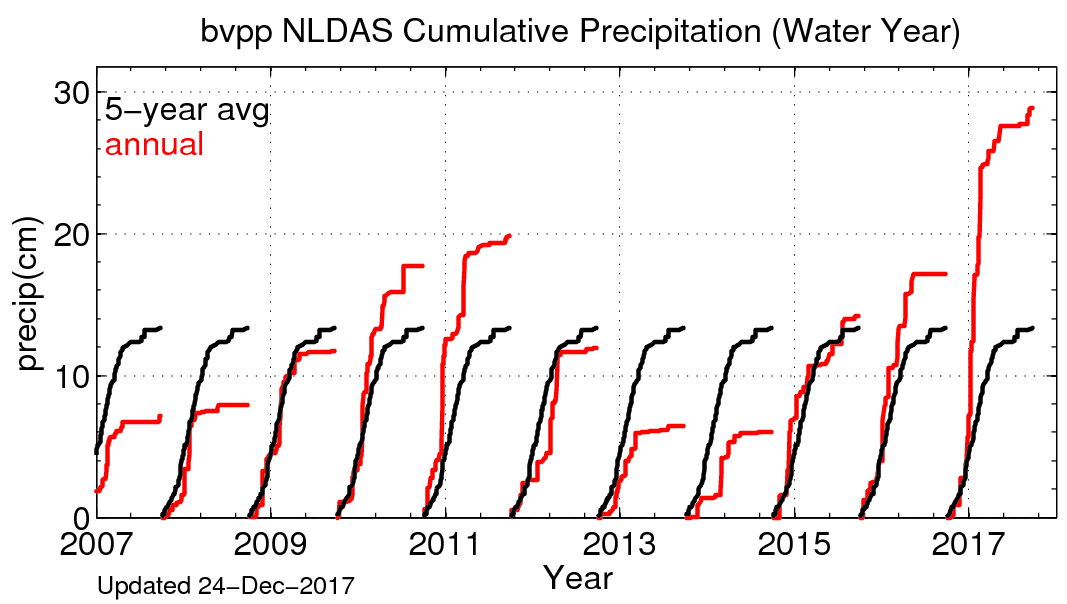 bvpp NLDAS Cumulative Precipitation (Water Year)
30
5−year avg
annual
20
precip(cm)
10
0
2007 2009 2011 2013 2015 2017
Year
Updated 24−Dec−2017